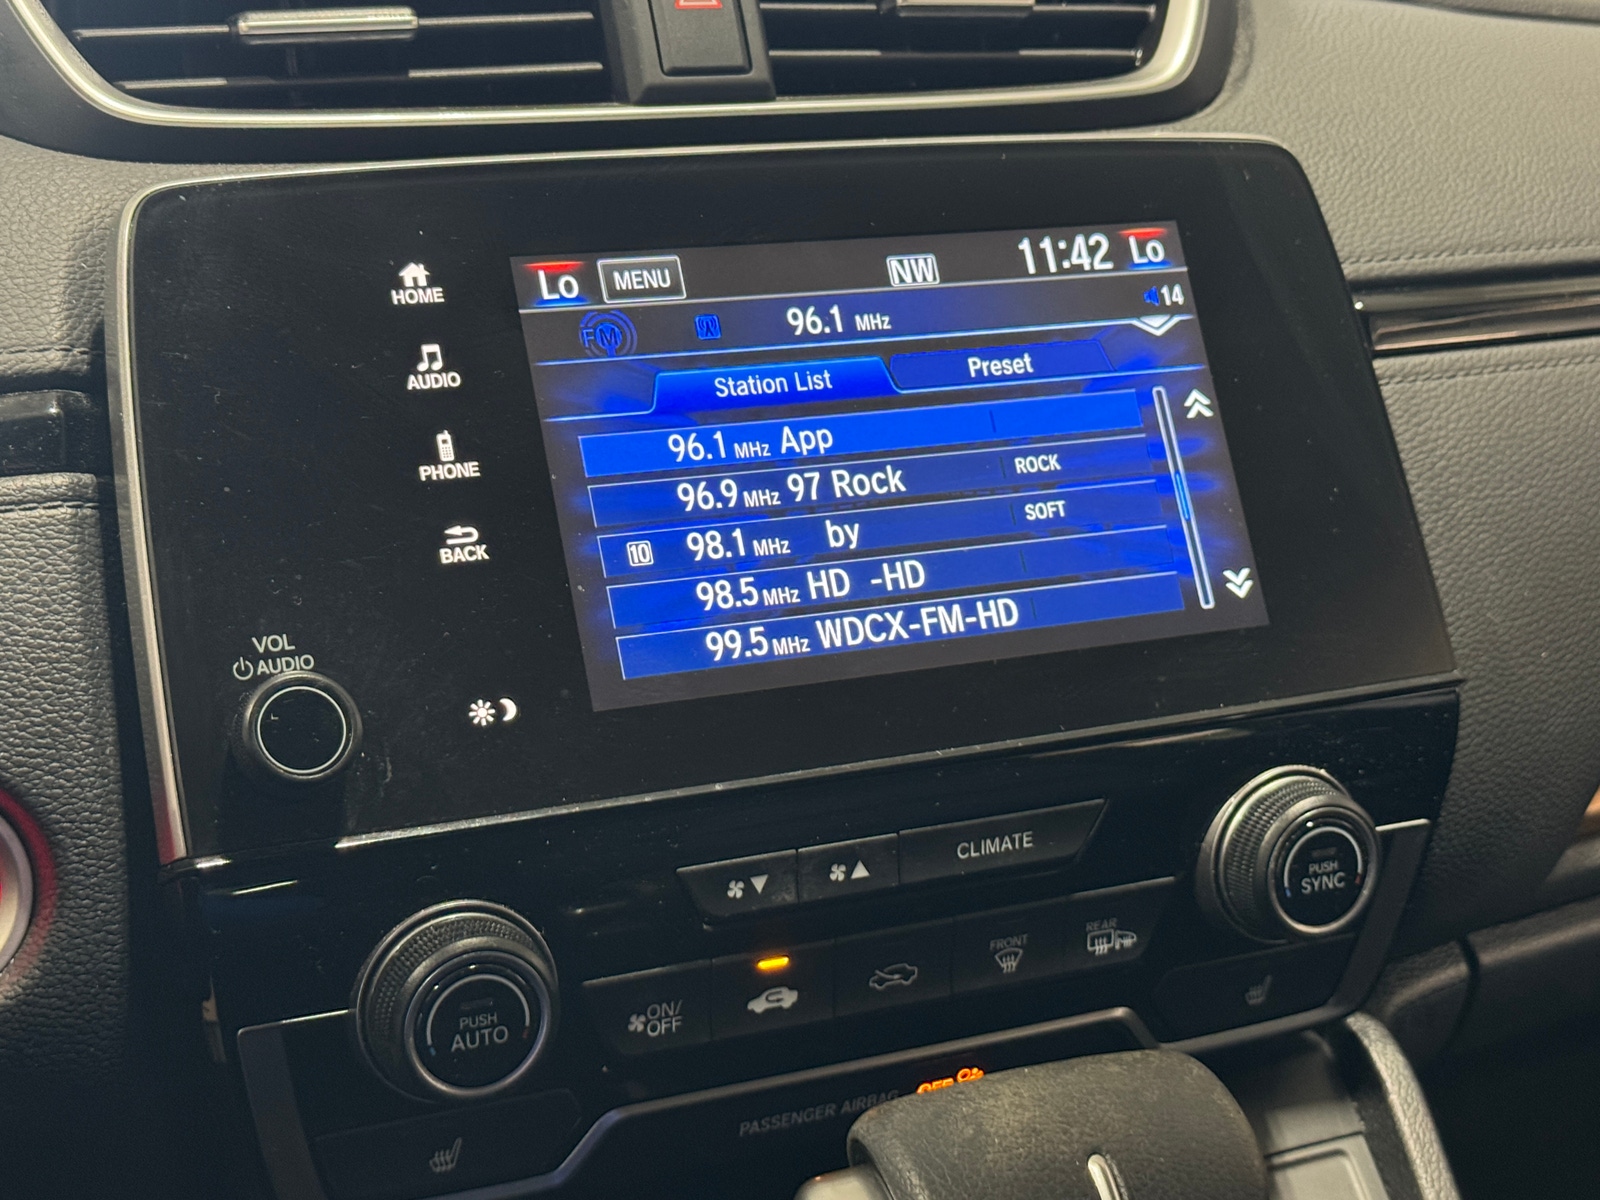 Lo MENU NW 11:42 Lo
FM 96.1 MHz 14
Station List Preset
96.1 MHz App
96.9 MHz 97 Rock ROCK
10 98.1 MHz by SOFT
98.5 MHz HD -HD
99.5 MHz WDCX-FM-HD
HOME
AUDIO
PHONE
BACK
VOL
AUDIO
CLIMATE
PUSH
SYNC
PUSH
AUTO
ON/
OFF
FRONT
REAR
PASSENGER AIRBAG OFF